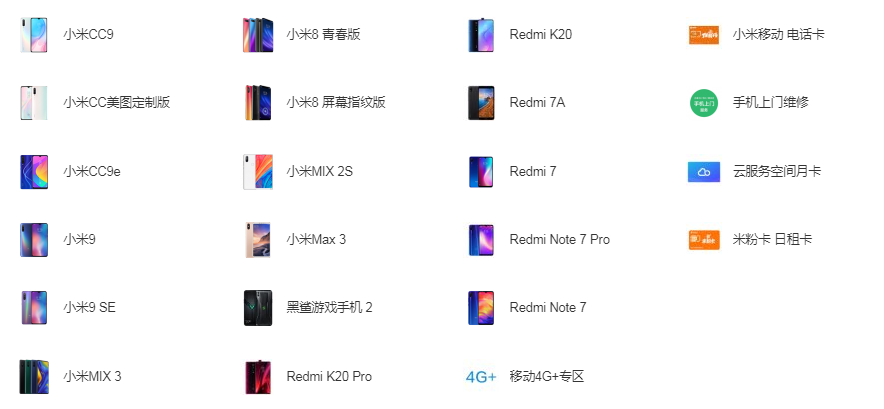 小米CC9
小米CC美图定制版
小米CC9e
小米9
小米9 SE
小米MIX 3
小米8 青春版
小米8 屏幕指纹版
小米MIX 2S
小米Max 3
黑鲨游戏手机 2
Redmi K20 Pro
Redmi K20
Redmi 7A
Redmi 7
Redmi Note 7 Pro
Redmi Note 7
4G+ 移动4G+专区
小米移动 电话卡
手机上门
手机上门维修
云服务空间月卡
米粉卡 日租卡